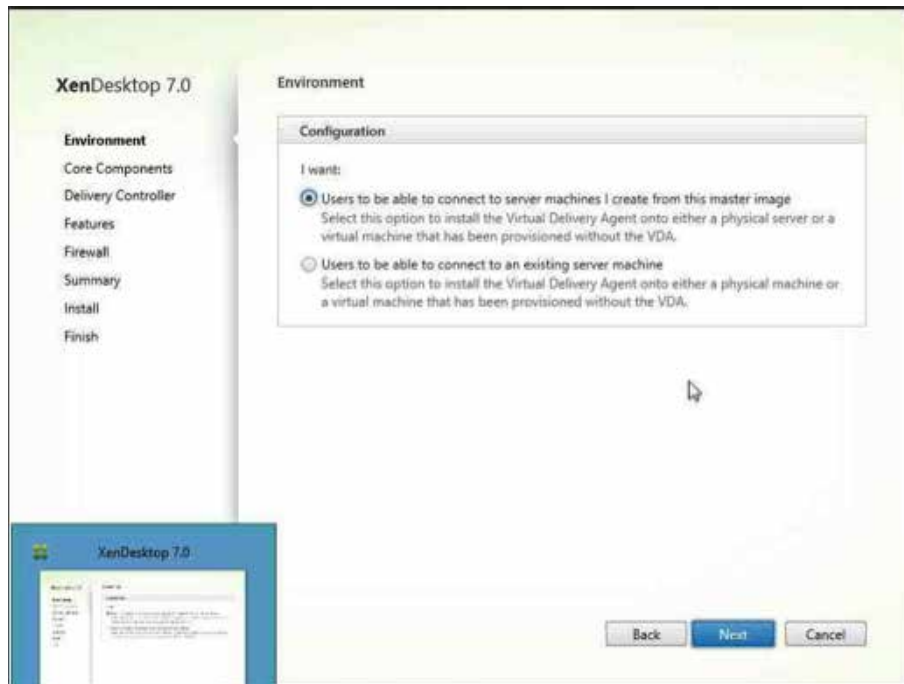 XenDesktop 7.0
Environment
Core Components
Delivery Controller
Features
Firewall
Summary
Install
Finish
Environment
Configuration
I want:
Users to be able to connect to server machines I create from this master image
Select this option to install the Virtual Delivery Agent onto either a physical server or a
virtual machine that has been provisioned without the VDA.
Users to be able to connect to an existing server machine
Select this option to install the Virtual Delivery Agent onto either a physical machine or
a virtual machine that has been provisioned without the VDA.
XenDesktop 7.0
Back
Next
Cancel